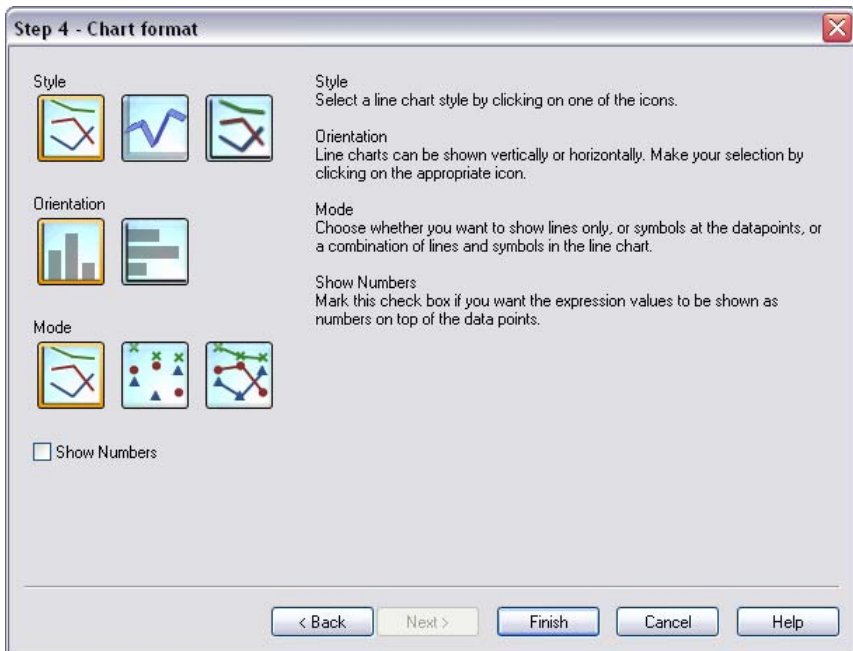 Step 4 - Chart format
Style
Orientation
Mode
Show Numbers
Style
Select a line chart style by clicking on one of the icons.
Orientation
Line charts can be shown vertically or horizontally. Make your selection by
clicking on the appropriate icon.
Mode
Choose whether you want to show lines only, or symbols at the datapoints, or
a combination of lines and symbols in the line chart.
Show Numbers
Mark this check box if you want the expression values to be shown as
numbers on top of the data points.
< Back
Next >
Finish
Cancel
Help